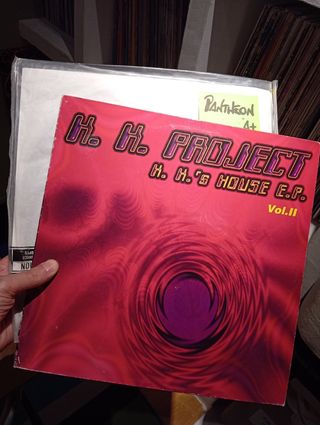 PANTHEON
A+
K. K. PROJECT
K. K.'s HOUSE E.P.
Vol.II